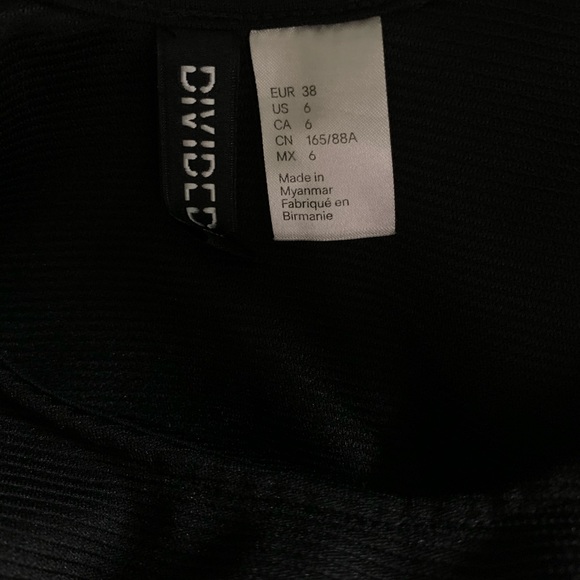 DIVIDED
EUR 38
US 6
CA 6
CN 165/88A
MX 6
Made in
Myanmar
Fabriqué en
Birmanie